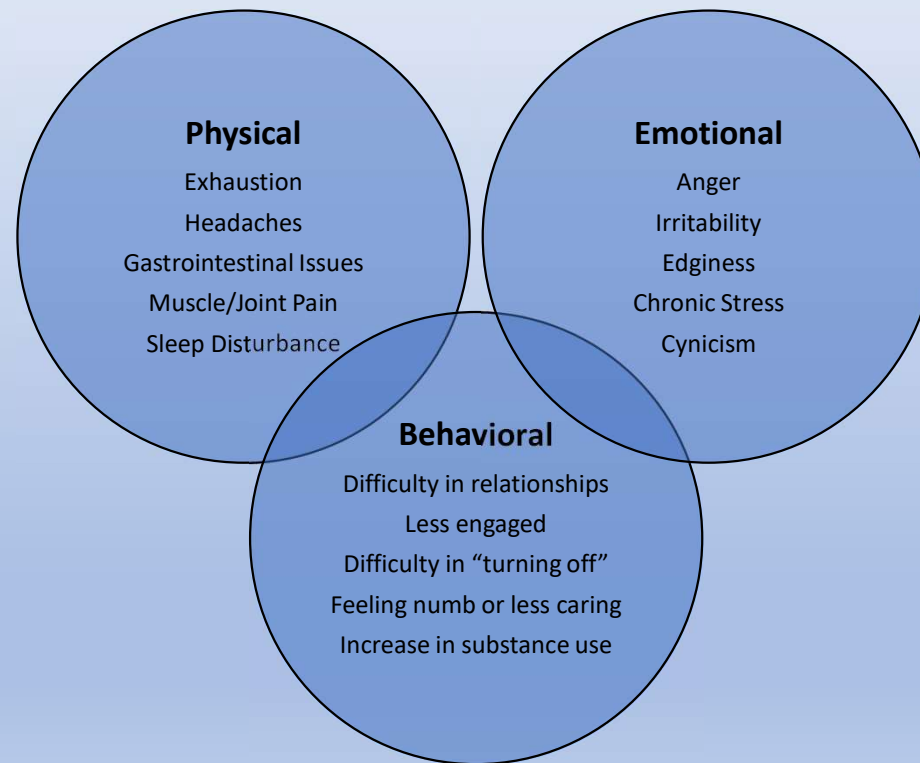 Physical
Exhaustion
Headaches
Gastrointestinal Issues
Muscle/Joint Pain
Sleep Disturbance
Emotional
Anger
Irritability
Edginess
Chronic Stress
Cynicism
Behavioral
Difficulty in relationships
Less engaged
Difficulty in “turning off”
Feeling numb or less caring
Increase in substance use